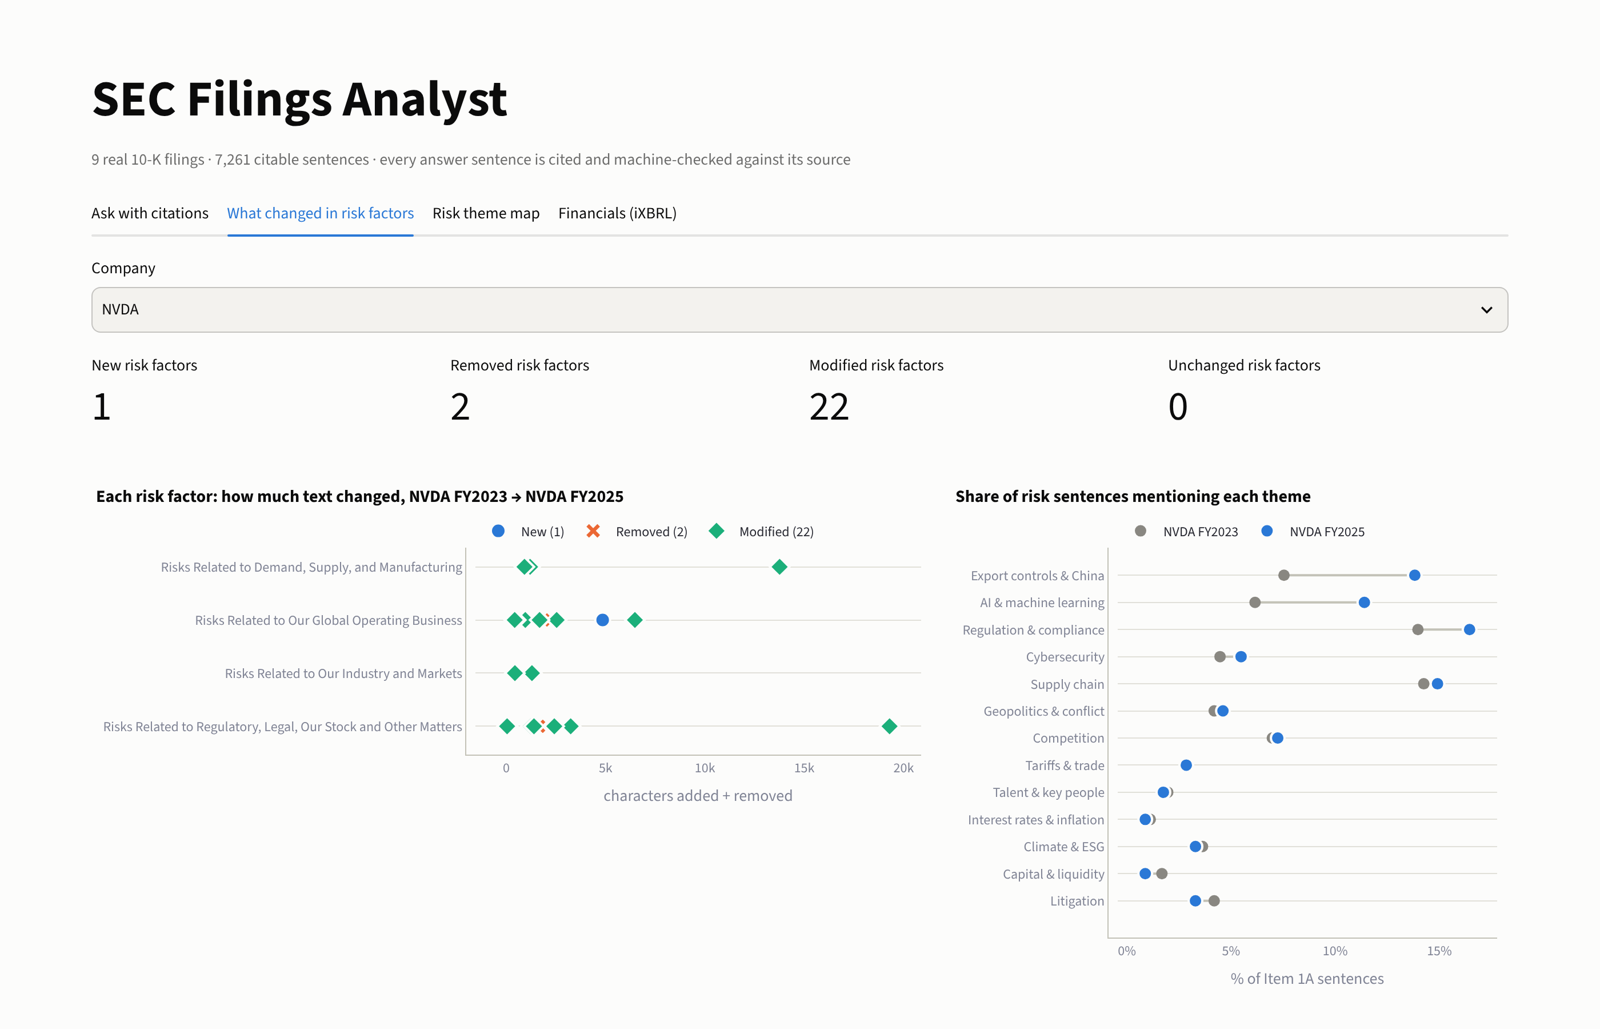 SEC Filings Analyst
9 real 10-K filings · 7,261 citable sentences · every answer sentence is cited and machine-checked against its source
Ask with citations What changed in risk factors Risk theme map Financials (iXBRL)
Company
NVDA
New risk factors Removed risk factors Modified risk factors Unchanged risk factors
1 2 22 0
Each risk factor: how much text changed, NVDA FY2023 → NVDA FY2025
New (1) Removed (2) Modified (22)
Risks Related to Demand, Supply, and Manufacturing
Risks Related to Our Global Operating Business
Risks Related to Our Industry and Markets
Risks Related to Regulatory, Legal, Our Stock and Other Matters
0 5k 10k 15k 20k
characters added + removed
Share of risk sentences mentioning each theme
NVDA FY2023 NVDA FY2025
Export controls & China
AI & machine learning
Regulation & compliance
Cybersecurity
Supply chain
Geopolitics & conflict
Competition
Tariffs & trade
Talent & key people
Interest rates & inflation
Climate & ESG
Capital & liquidity
Litigation
0% 5% 10% 15%
% of Item 1A sentences